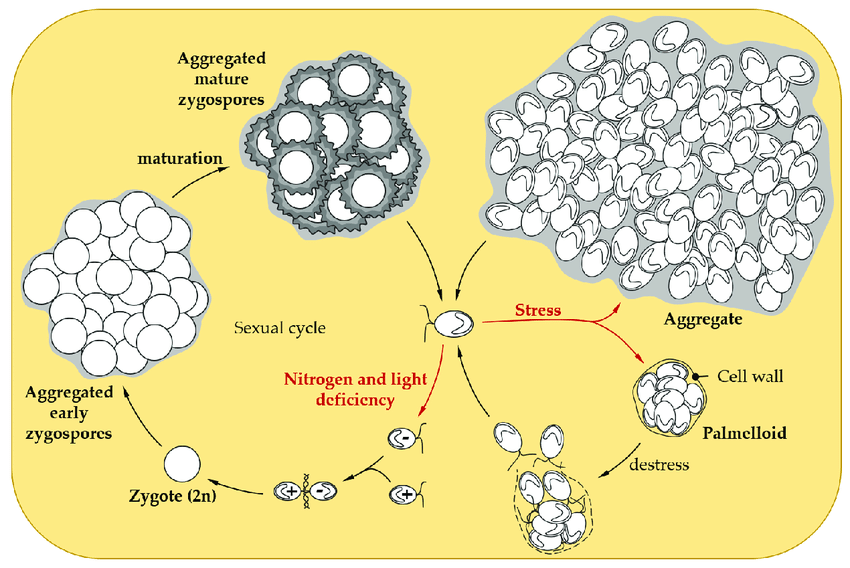 Aggregated
mature
zygospores
maturation
Stress
Aggregate
Sexual cycle
Nitrogen and light
deficiency
Cell wall
Palmelloid
destress
Aggregated
early
zygospores
Zygote (2n)
-
+ -
+